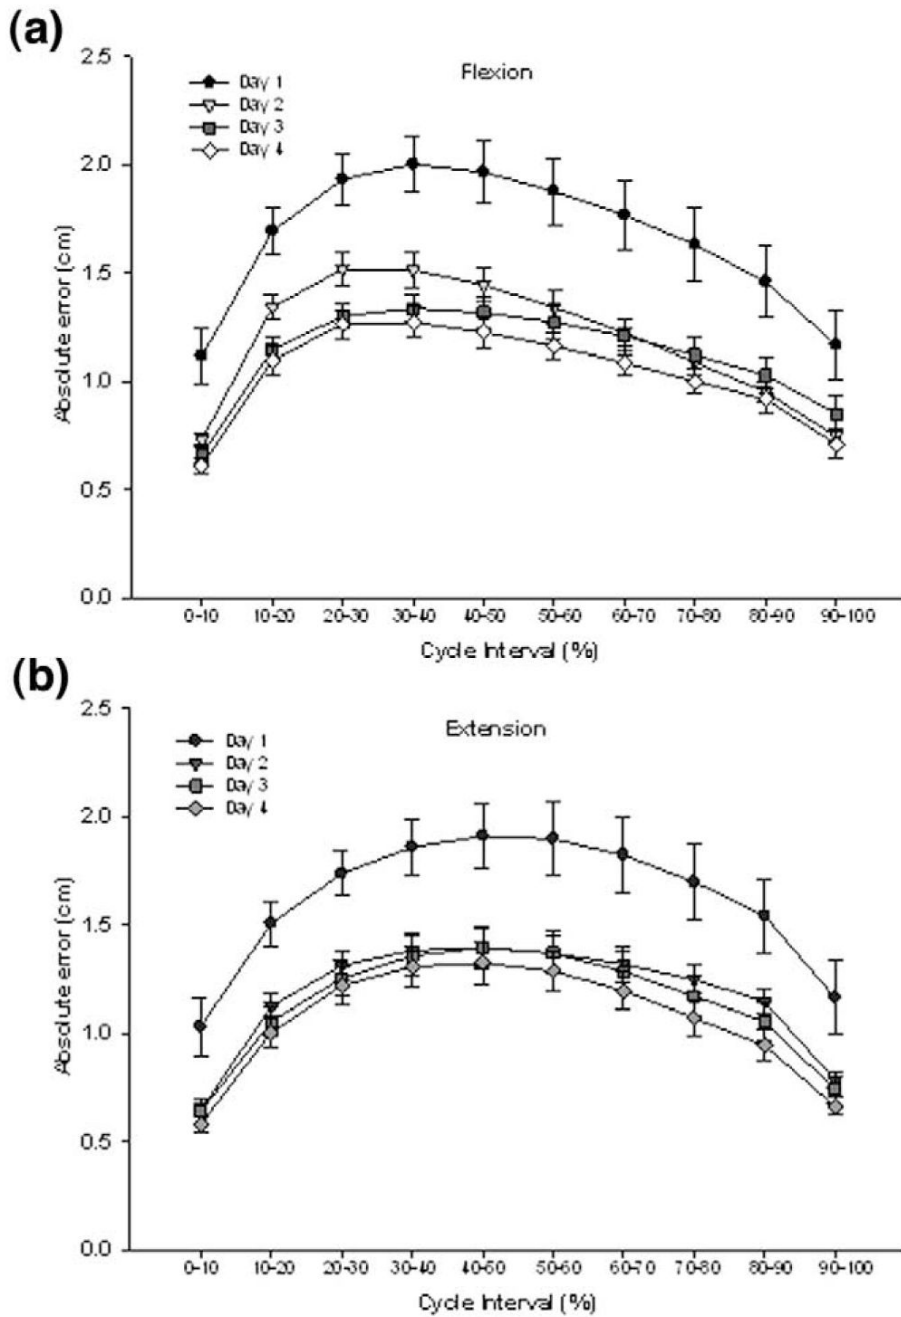 (a)
Flexion
Day 1
Day 2
Day 3
Day 4
2.5
2.0
1.5
1.0
0.5
0.0
Absolute error (cm)
0-10 10-20 20-30 30-40 40-50 50-60 60-70 70-80 80-90 90-100
Cycle Interval (%)
(b)
Extension
Day 1
Day 2
Day 3
Day 4
2.5
2.0
1.5
1.0
0.5
0.0
Absolute error (cm)
0-10 10-20 20-30 30-40 40-50 50-60 60-70 70-80 80-90 90-100
Cycle Interval (%)